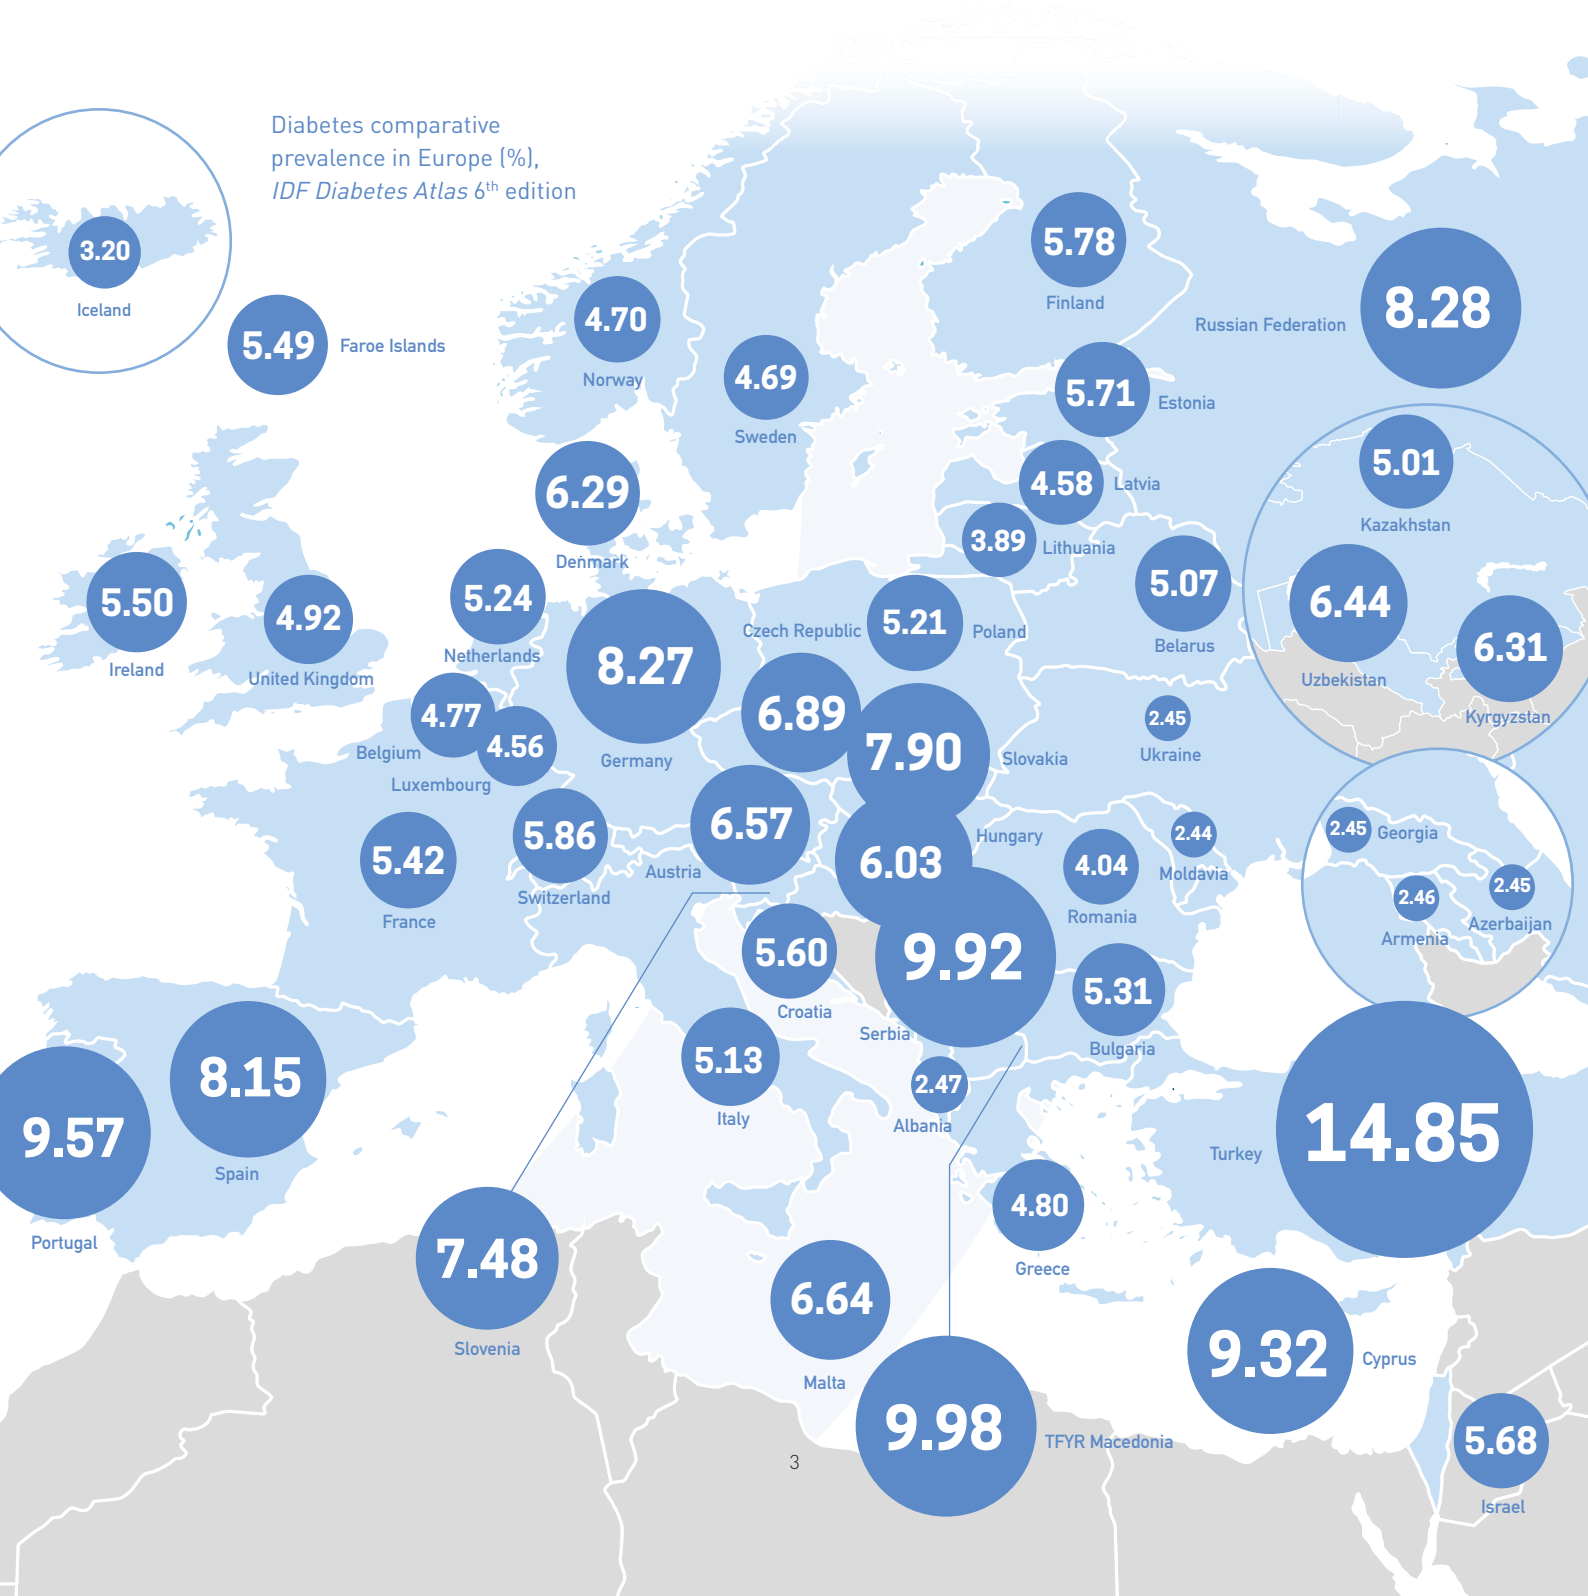 Diabetes comparative
prevalence in Europe (%),
IDF Diabetes Atlas 6th edition
3.20
Iceland
5.49
Faroe Islands
4.70
Norway
4.69
Sweden
5.78
Finland
Russian Federation
8.28
5.71
Estonia
4.58
Latvia
3.89
Lithuania
5.01
Kazakhstan
6.44
Uzbekistan
6.31
Kyrgyzstan
6.29
Denmark
5.50
Ireland
4.92
United Kingdom
5.24
Netherlands
8.27
Germany
Czech Republic
6.89
5.21
Poland
5.07
Belarus
4.77
Belgium
4.56
Luxembourg
7.90
Slovakia
2.45
Ukraine
5.42
France
5.86
Switzerland
6.57
Austria
6.03
Hungary
4.04
Romania
2.44
Moldavia
2.45
Georgia
2.46
Armenia
2.45
Azerbaijan
5.60
Croatia
9.92
Serbia
5.31
Bulgaria
9.57
Portugal
8.15
Spain
5.13
Italy
2.47
Albania
14.85
Turkey
7.48
Slovenia
6.64
Malta
4.80
Greece
9.32
Cyprus
9.98
TFYR Macedonia
5.68
Israel
3